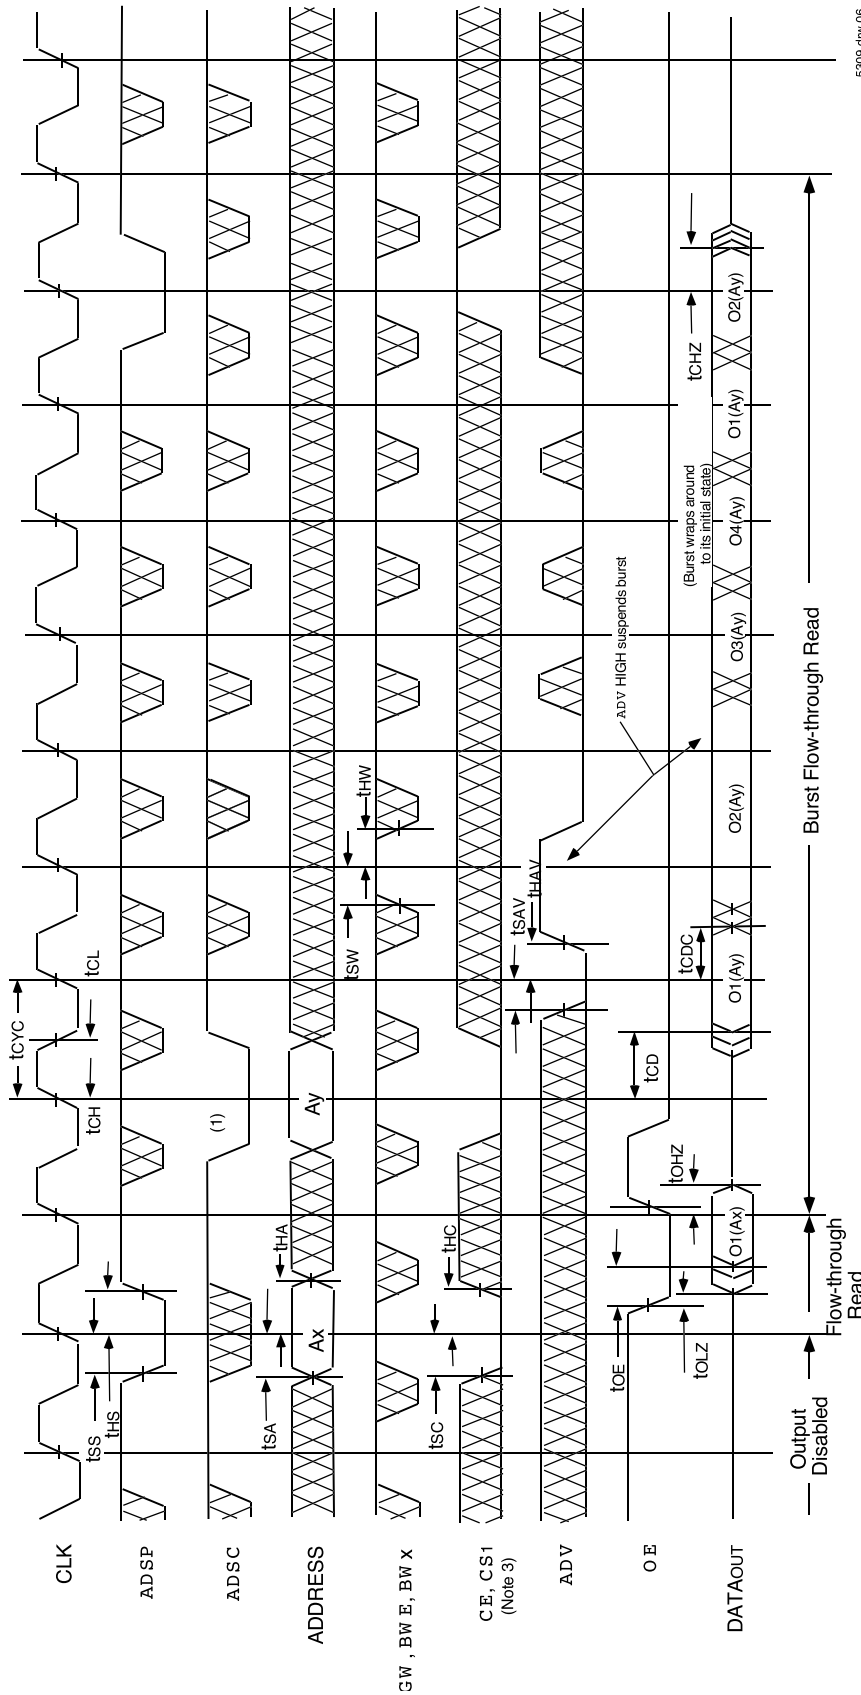 tCYC
CLK
tSS
tHS
tCH
tCL
ADSP
ADSC
(1)
tSA
tHA
ADDRESS
Ax
Ay
tSW
tHW
GW, BWE, BWx
tSC
tHC
CE, CS1
(Note 3)
tSAV
tHAV
ADV
ADV HIGH suspends burst
OE
tOE
tOLZ
tOHZ
tCD
tCDC
(Burst wraps around
to its initial state)
tCHZ
DATAOUT
O1(Ax)
O1(Ay)
O2(Ay)
O3(Ay)
O4(Ay)
O1(Ay)
O2(Ay)
Output
Disabled
Flow-through
Read
Burst Flow-through Read
5309 drw 06